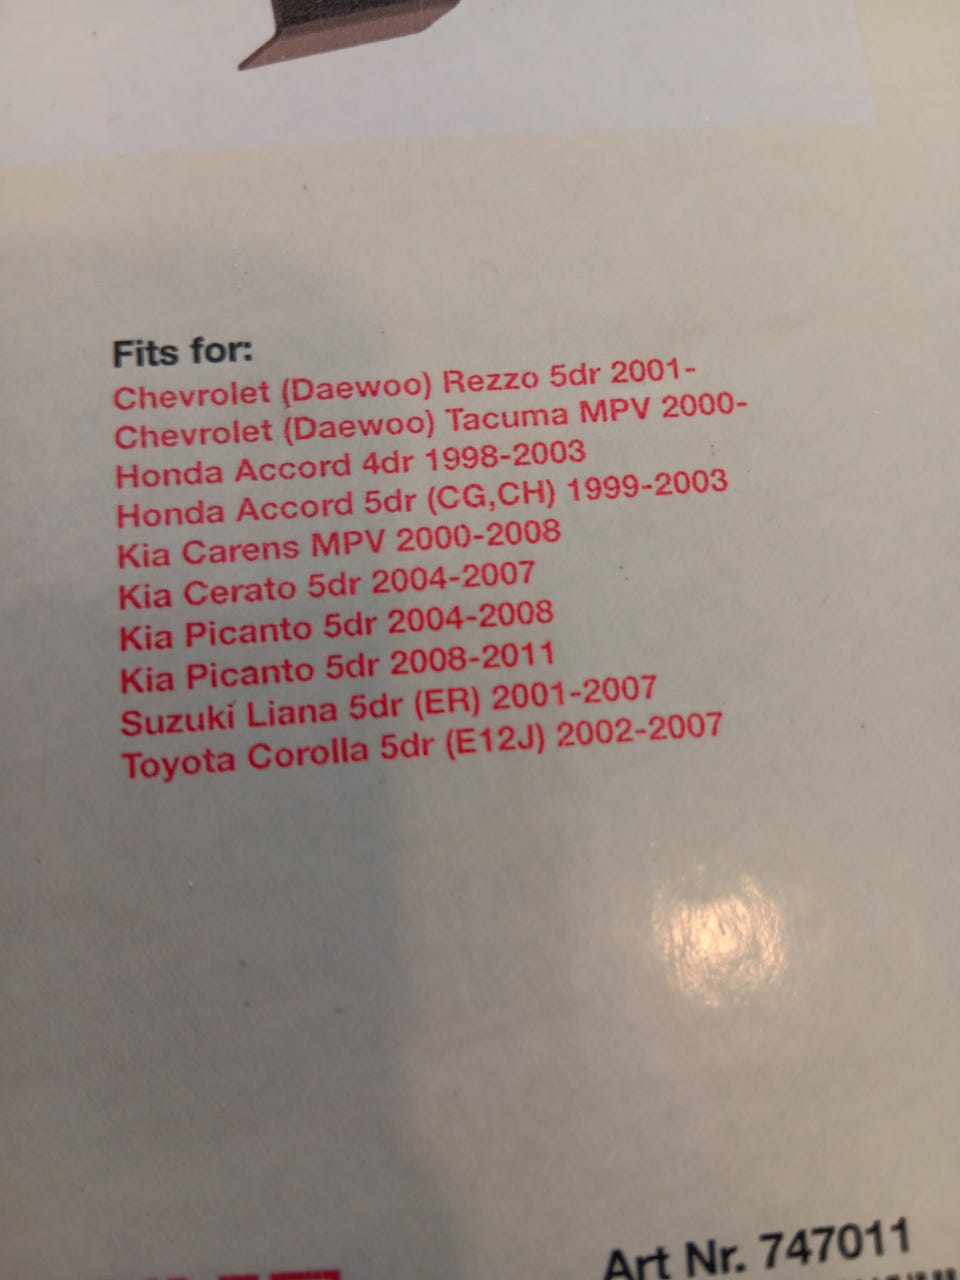 Fits for:
Chevrolet (Daewoo) Rezzo 5dr 2001-
Chevrolet (Daewoo) Tacuma MPV 2000-
Honda Accord 4dr 1998-2003
Honda Accord 5dr (CG,CH) 1999-2003
Kia Carens MPV 2000-2008
Kia Cerato 5dr 2004-2007
Kia Picanto 5dr 2004-2008
Kia Picanto 5dr 2008-2011
Suzuki Liana 5dr (ER) 2001-2007
Toyota Corolla 5dr (E12J) 2002-2007
Art Nr. 747011